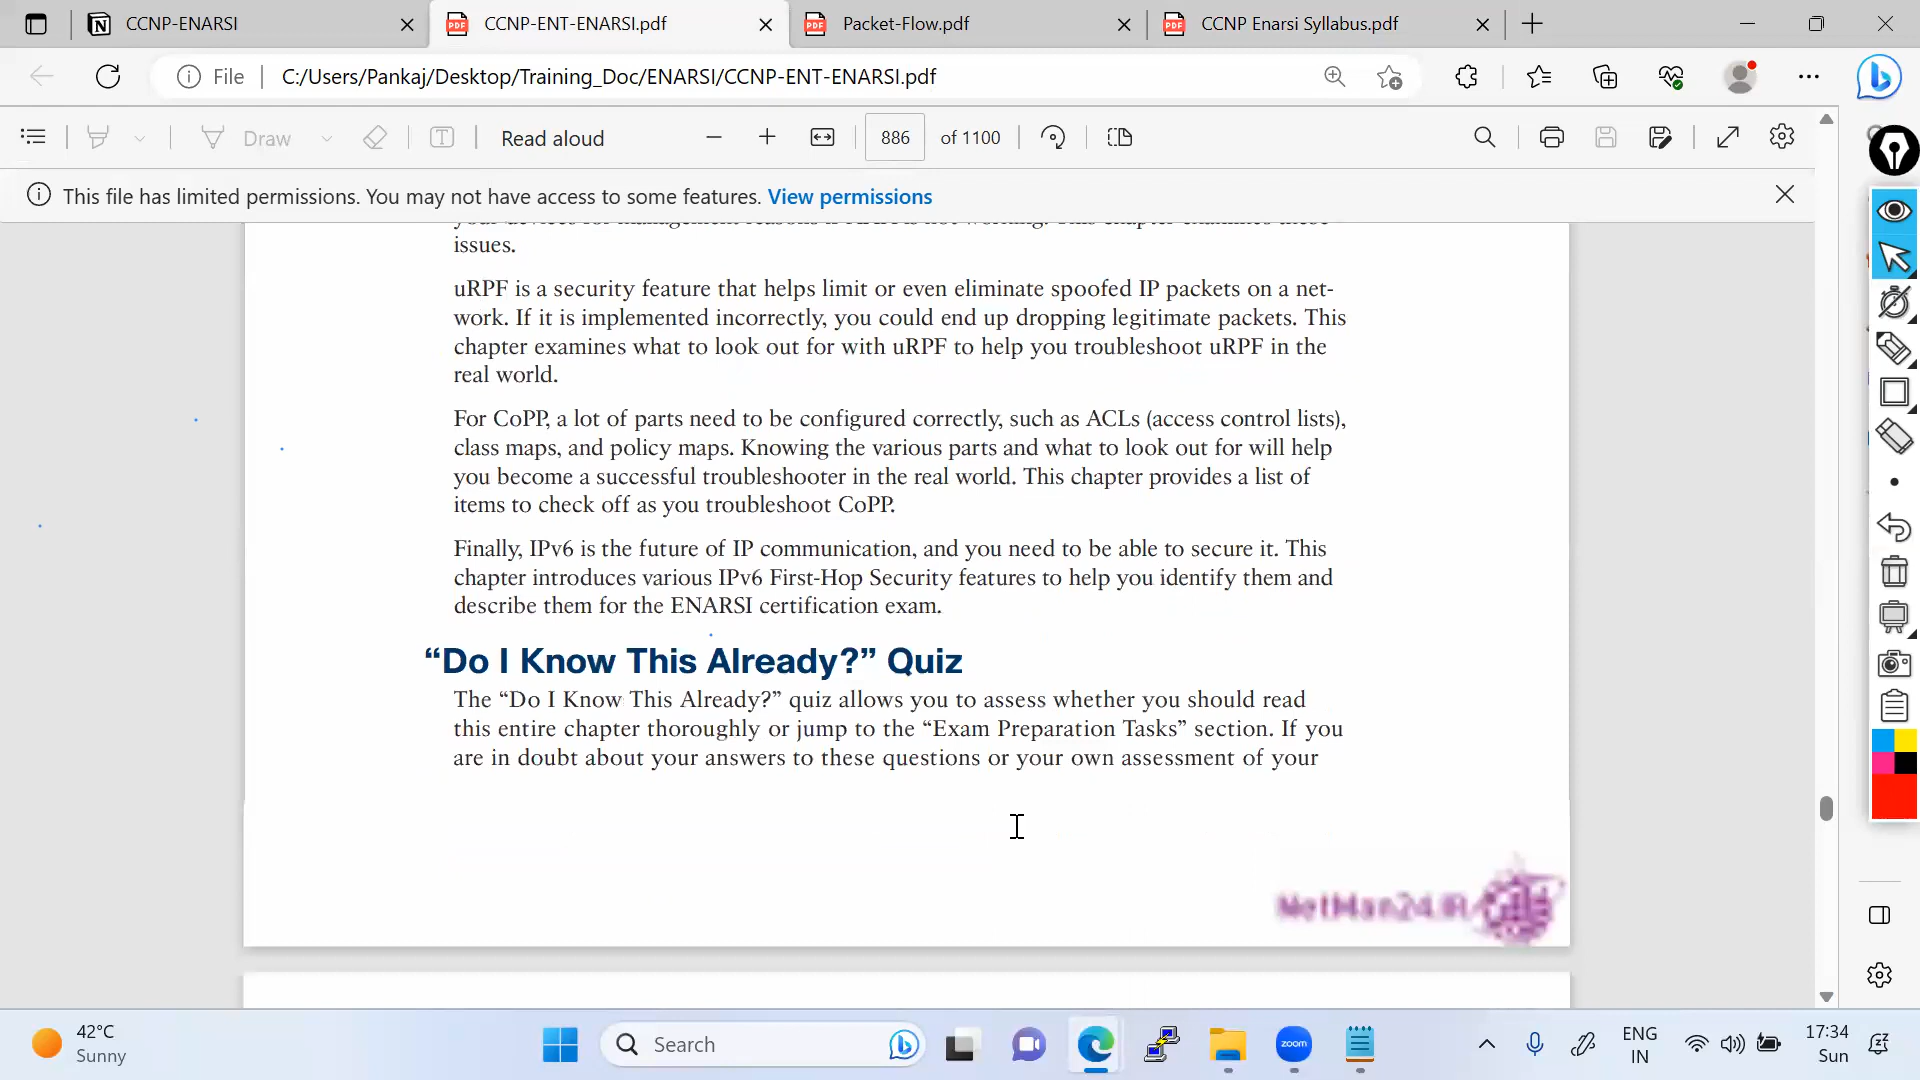 CCNP-ENARSI
CCNP-ENT-ENARSI.pdf
Packet-Flow.pdf
CCNP Enarsi Syllabus.pdf
File
C:/Users/Pankaj/Desktop/Training_Doc/ENARSI/CCNP-ENT-ENARSI.pdf
Draw
Read aloud
886 of 1100
This file has limited permissions. You may not have access to some features. View permissions
issues.
uRPF is a security feature that helps limit or even eliminate spoofed IP packets on a net-
work. If it is implemented incorrectly, you could end up dropping legitimate packets. This
chapter examines what to look out for with uRPF to help you troubleshoot uRPF in the
real world.
For CoPP, a lot of parts need to be configured correctly, such as ACLs (access control lists),
class maps, and policy maps. Knowing the various parts and what to look out for will help
you become a successful troubleshooter in the real world. This chapter provides a list of
items to check off as you troubleshoot CoPP.
Finally, IPv6 is the future of IP communication, and you need to be able to secure it. This
chapter introduces various IPv6 First-Hop Security features to help you identify them and
describe them for the ENARSI certification exam.
“Do I Know This Already?” Quiz
The “Do I Know This Already?” quiz allows you to assess whether you should read
this entire chapter thoroughly or jump to the “Exam Preparation Tasks” section. If you
are in doubt about your answers to these questions or your own assessment of your
NetMan24.IR
42°C
Sunny
Search
zoom
ENG
IN
17:34
Sun